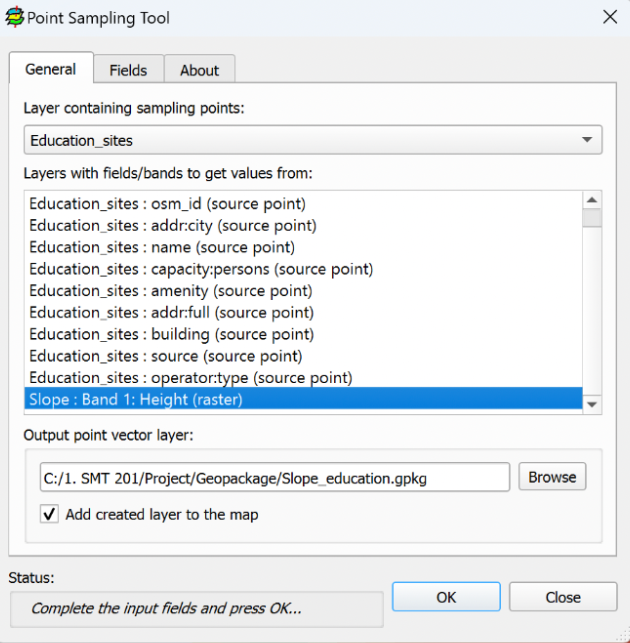 Point Sampling Tool
General
Fields
About
Layer containing sampling points:
Education_sites
Layers with fields/bands to get values from:
Education_sites : osm_id (source point)
Education_sites : addr:city (source point)
Education_sites : name (source point)
Education_sites : capacity:persons (source point)
Education_sites : amenity (source point)
Education_sites : addr:full (source point)
Education_sites : building (source point)
Education_sites : source (source point)
Education_sites : operator:type (source point)
Slope : Band 1: Height (raster)
Output point vector layer:
C:/1. SMT 201/Project/Geopackage/Slope_education.gpkg
Browse
Add created layer to the map
Status:
Complete the input fields and press OK...
OK
Close